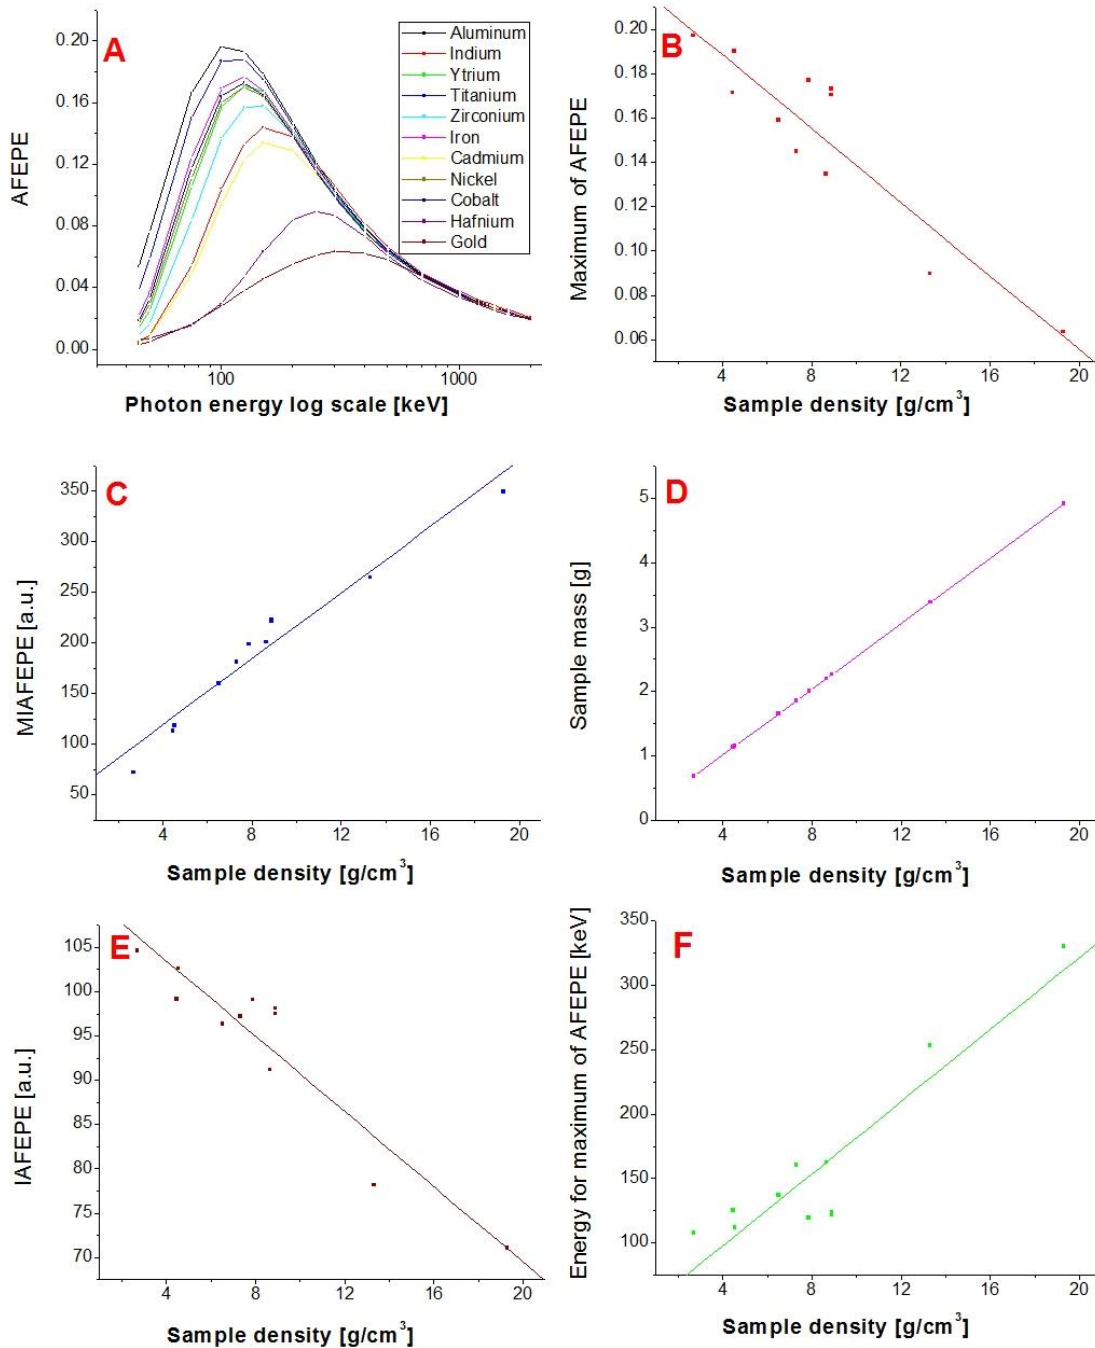 A
AFEPE
0.20
0.16
0.12
0.08
0.04
0.00
100
1000
Photon energy log scale [keV]
Aluminum
Indium
Ytrium
Titanium
Zirconium
Iron
Cadmium
Nickel
Cobalt
Hafnium
Gold
B
Maximum of AFEPE
0.20
0.18
0.16
0.14
0.12
0.10
0.08
0.06
4
8
12
16
20
Sample density [g/cm³]
C
MIAFEPE [a.u.]
350
300
250
200
150
100
50
4
8
12
16
20
Sample density [g/cm³]
D
Sample mass [g]
5
4
3
2
1
0
4
8
12
16
20
Sample density [g/cm³]
E
IAFEPE [a.u.]
105
100
95
90
85
80
75
70
4
8
12
16
20
Sample density [g/cm³]
F
Energy for maximum of AFEPE [keV]
350
300
250
200
150
100
4
8
12
16
20
Sample density [g/cm³]